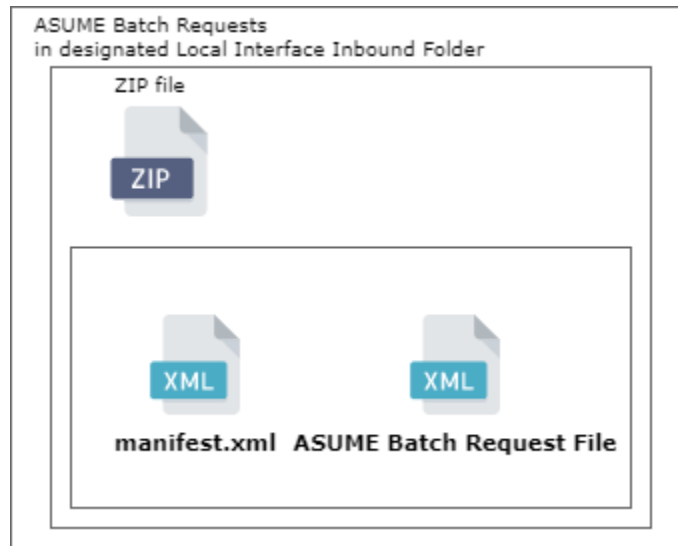 ASUME Batch Requests
in designated Local Interface Inbound Folder
ZIP file
ZIP
XML XML
manifest.xml ASUME Batch Request File